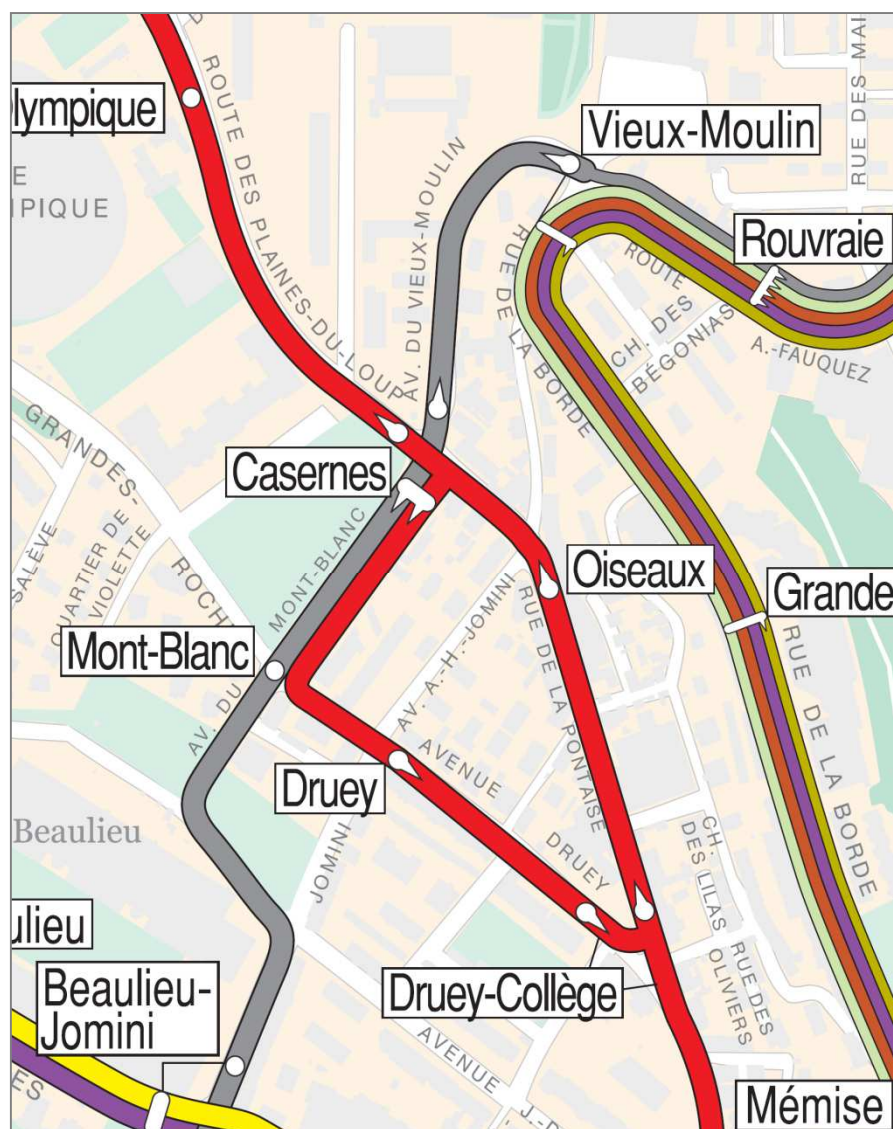 lympique
ROUTE DES PLAINES-DU-LOUP
RUE DES MAI
Vieux-Moulin
E
IPIQUE
AV. DU VIEUX-MOULIN
RUE DE LA BORDE
ROUTE
A.-FAUQUEZ
Rouvraie
CH. DES
BÉGONIAS
GRANDES-
ROCH
Casernes
SALÈVE
QUARTIER DE
VIOLETTE
AV. DU MONT-BLANC
Mont-Blanc
Oiseaux
Grande
AV. A.-H.-JOMINI
RUE DE LA PONTAISE
RUE DE LA BORDE
Druey
AVENUE
DRUEY
JOMINI
Beaulieu
CH.
DES LILAS
RUE DES
OLIVIERS
ulieu
Druey-Collège
Beaulieu-
Jomini
AVENUE
J.-D
ES
Mémise